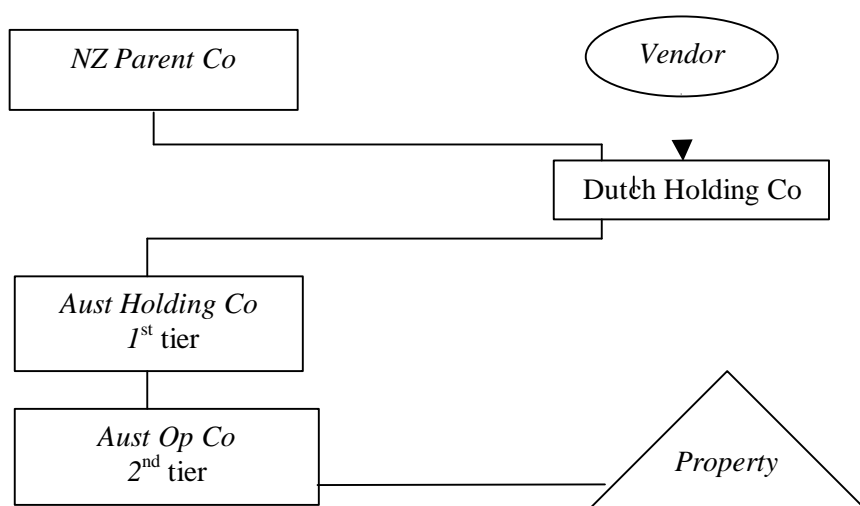 NZ Parent Co
Vendor
Dutch Holding Co
Aust Holding Co
1st tier
Aust Op Co
2nd tier
Property